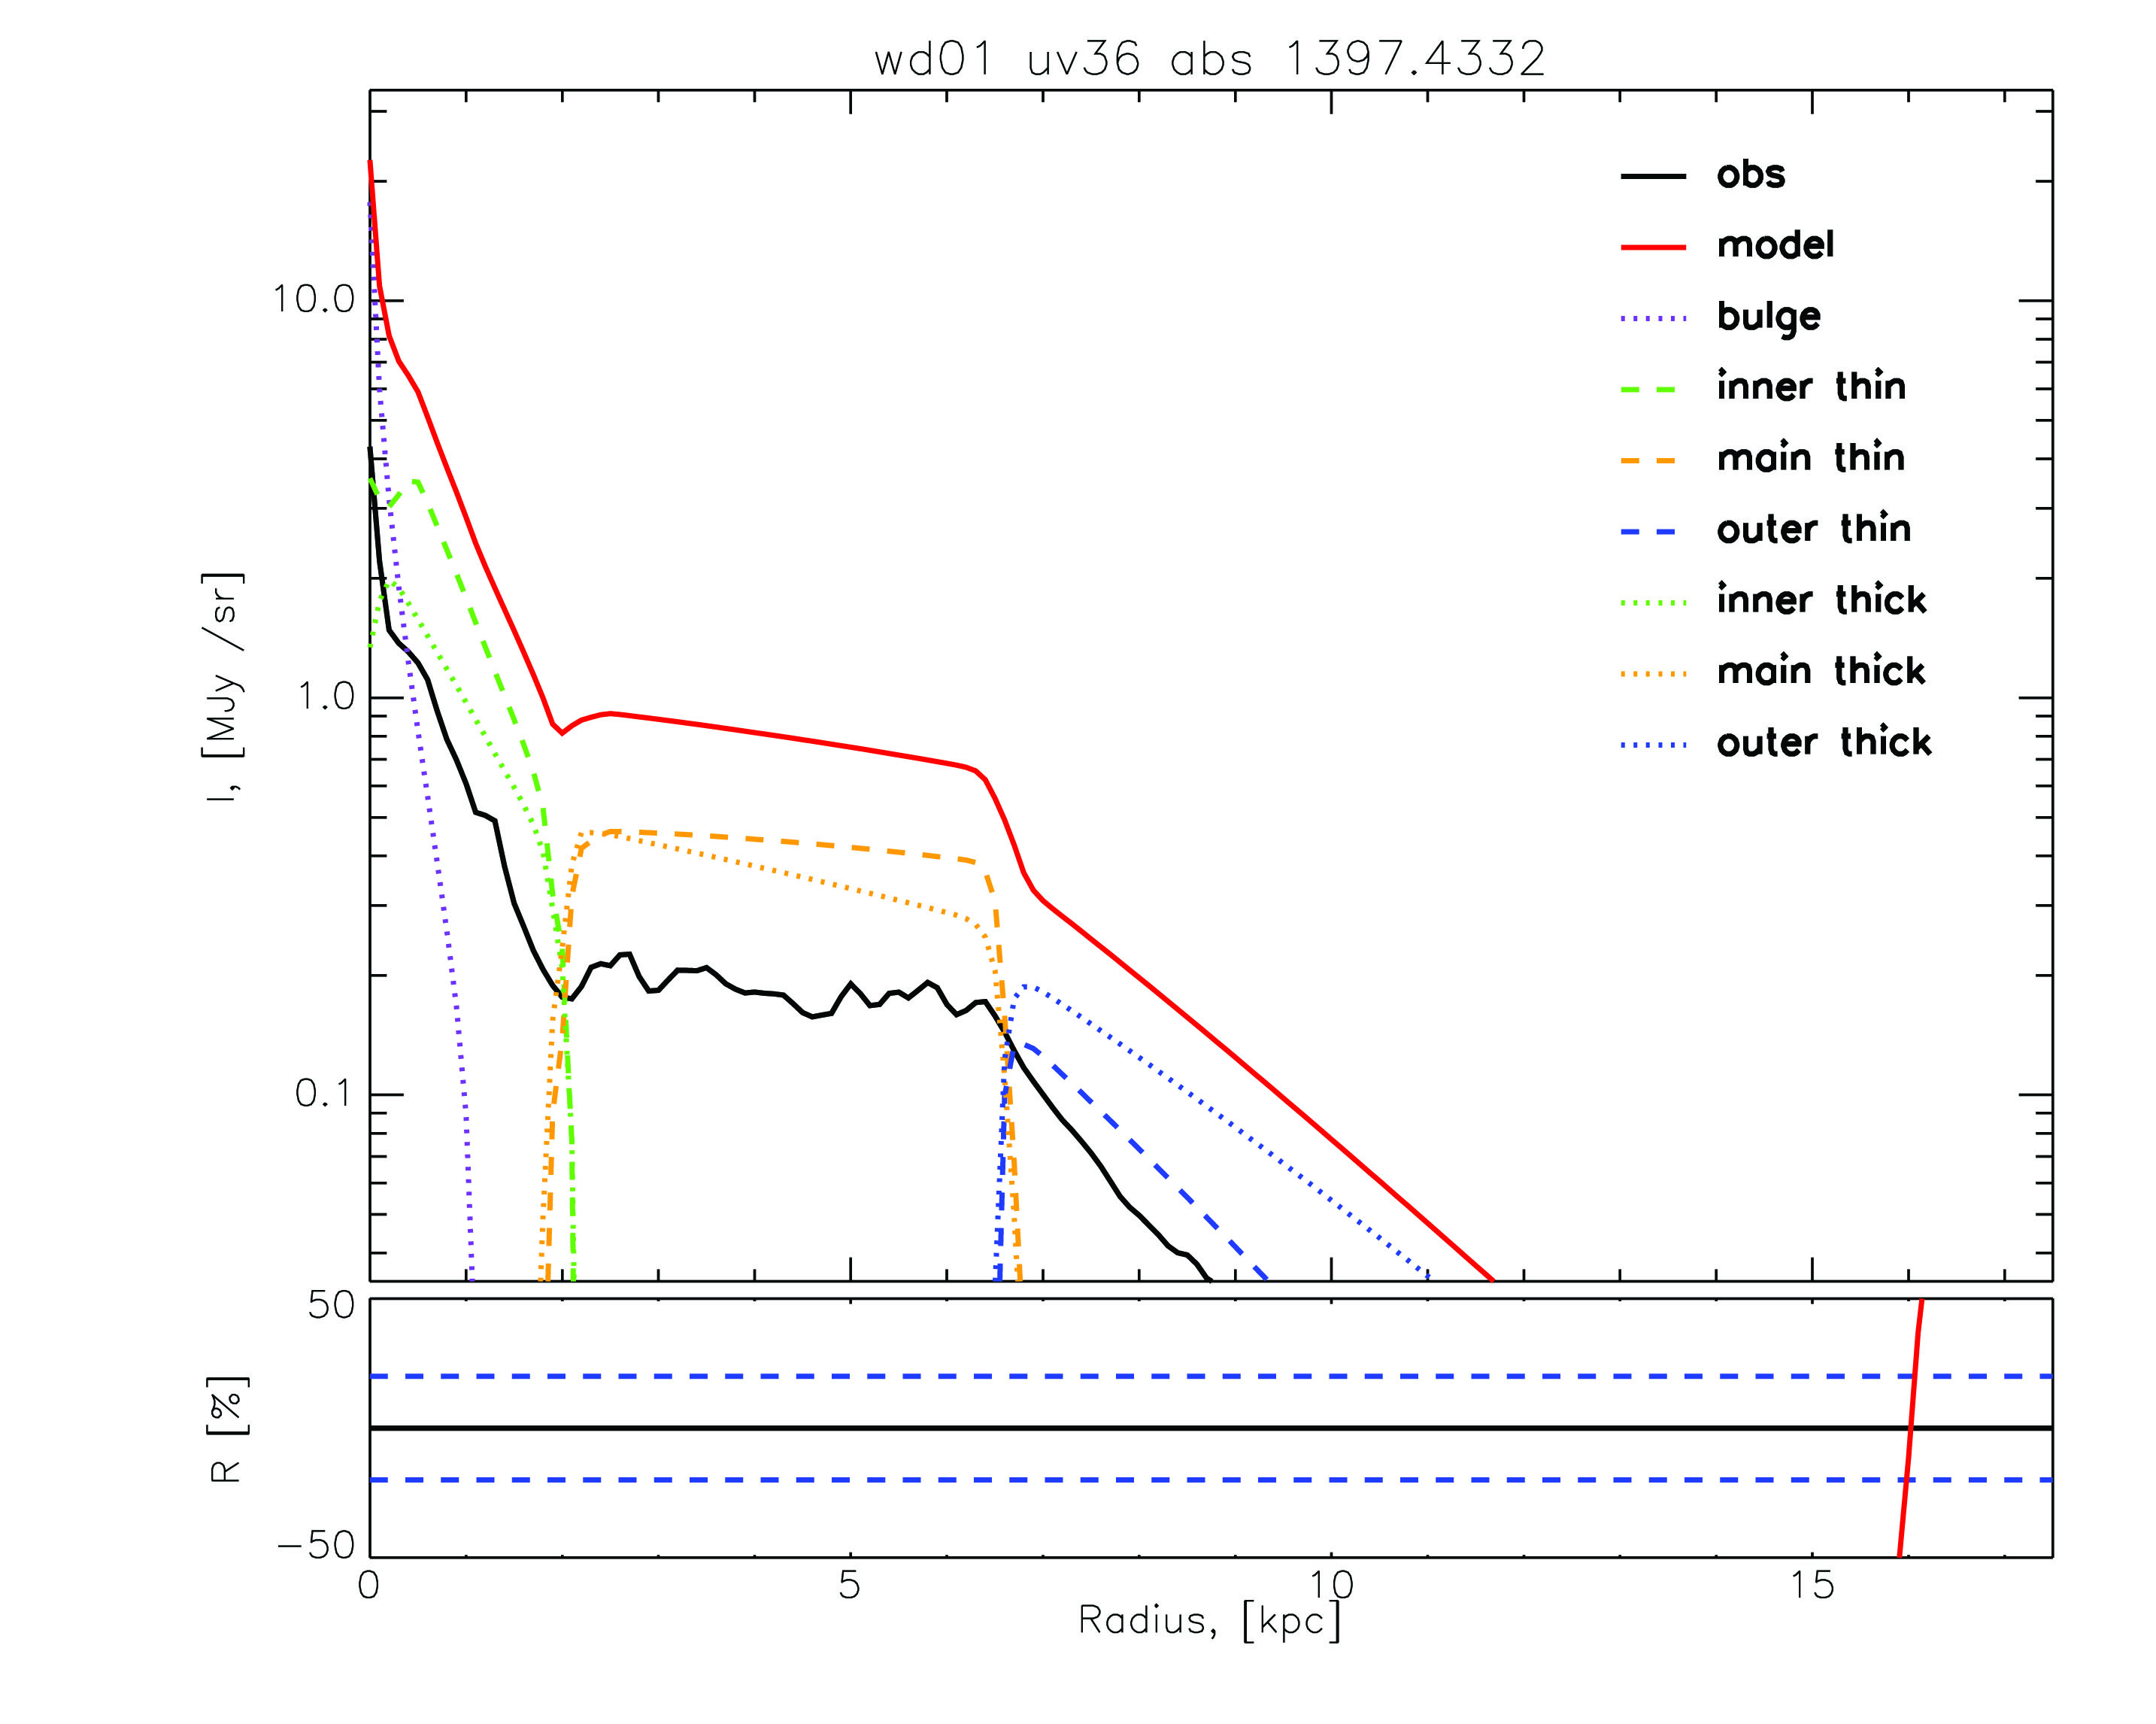 wd01 uv36 abs 1397.4332
obs
model
bulge
inner thin
main thin
outer thin
inner thick
main thick
outer thick
I, [MJy /sr]
10.0
1.0
0.1
R [%]
50
-50
0 5 10 15
Radius, [kpc]